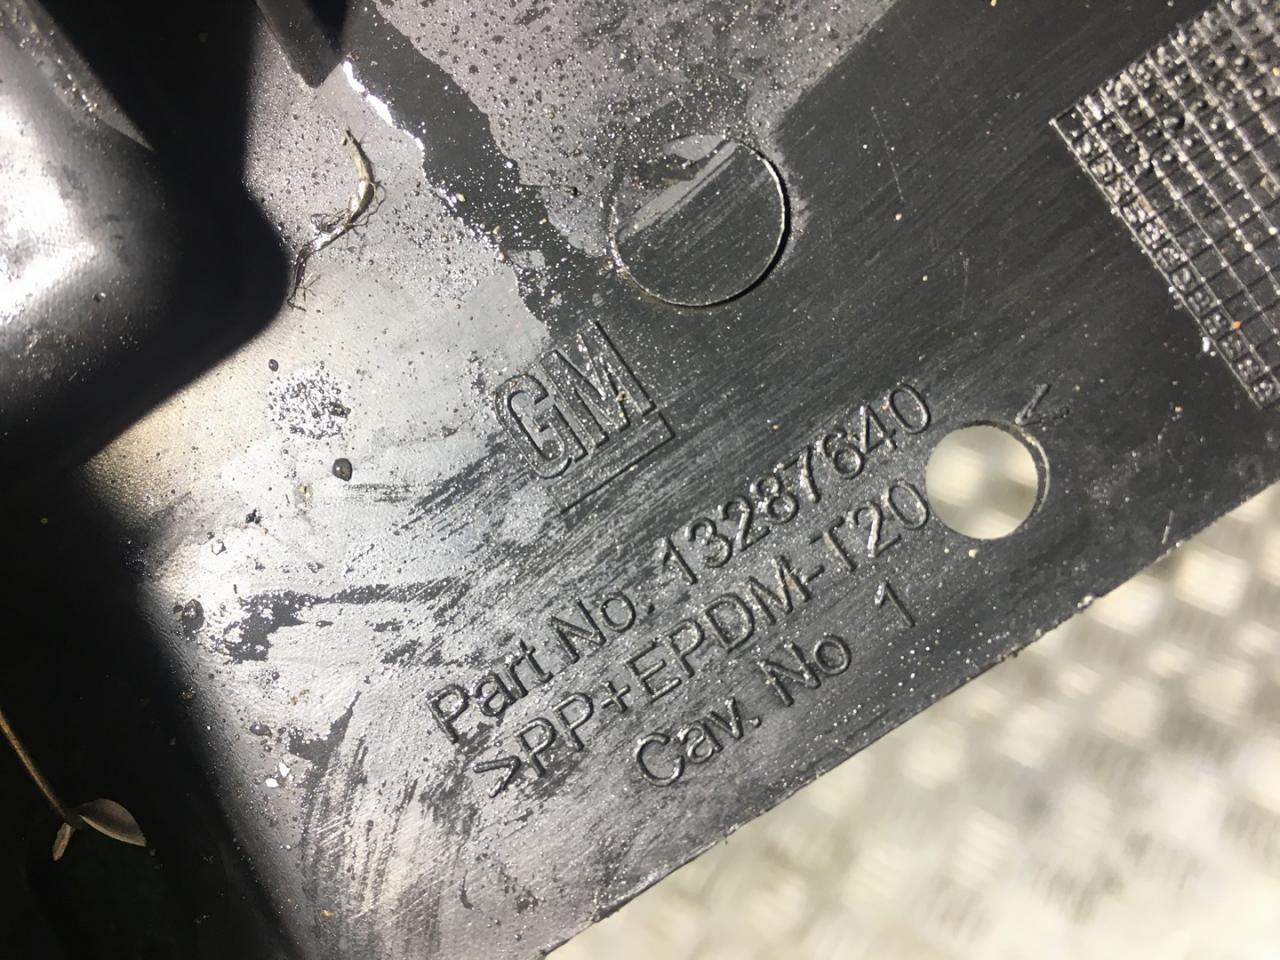 GM
Part No. 13287640
>PP+EPDM-T20<
Cav. No 1